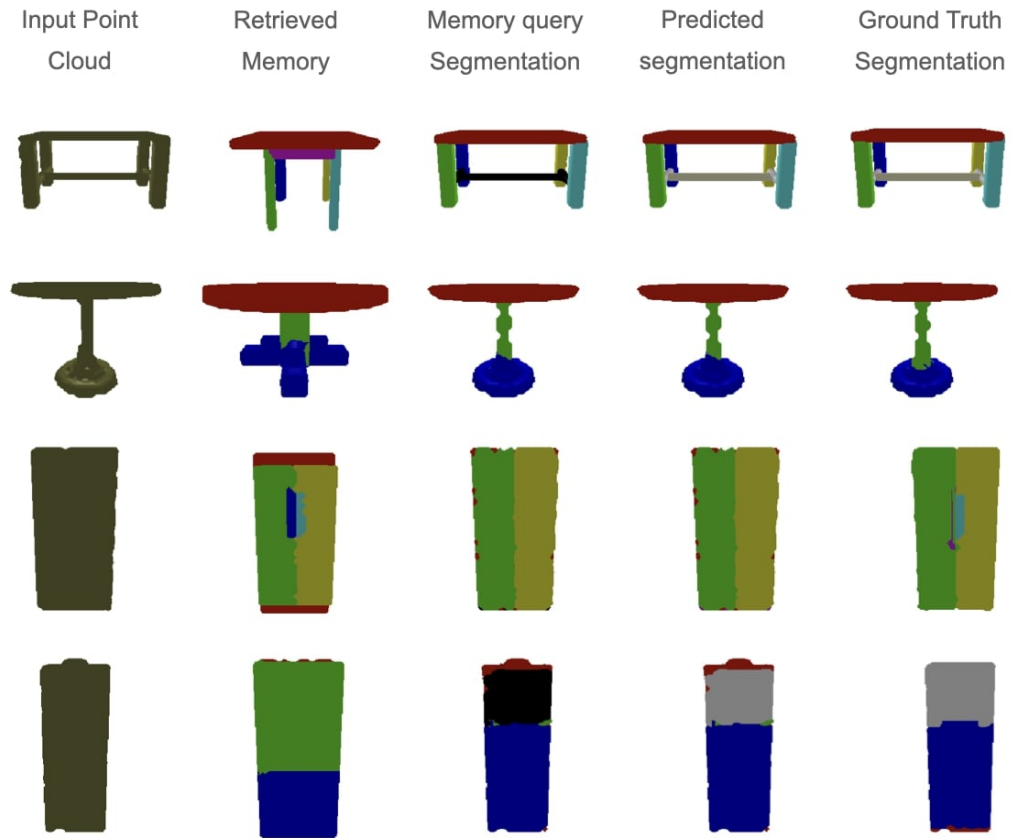 Input Point Cloud
Retrieved Memory
Memory query Segmentation
Predicted segmentation
Ground Truth Segmentation